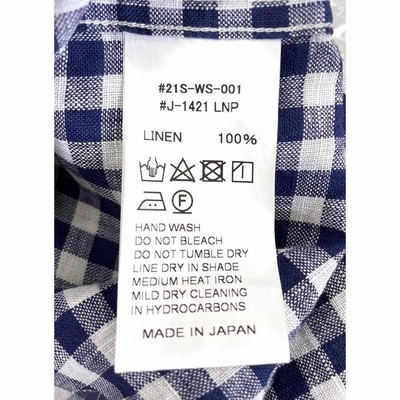 #21S-WS-001
#J-1421 LNP
LINEN 100%
F
HAND WASH
DO NOT BLEACH
DO NOT TUMBLE DRY
LINE DRY IN SHADE
MEDIUM HEAT IRON
MILD DRY CLEANING
IN HYDROCARBONS
MADE IN JAPAN